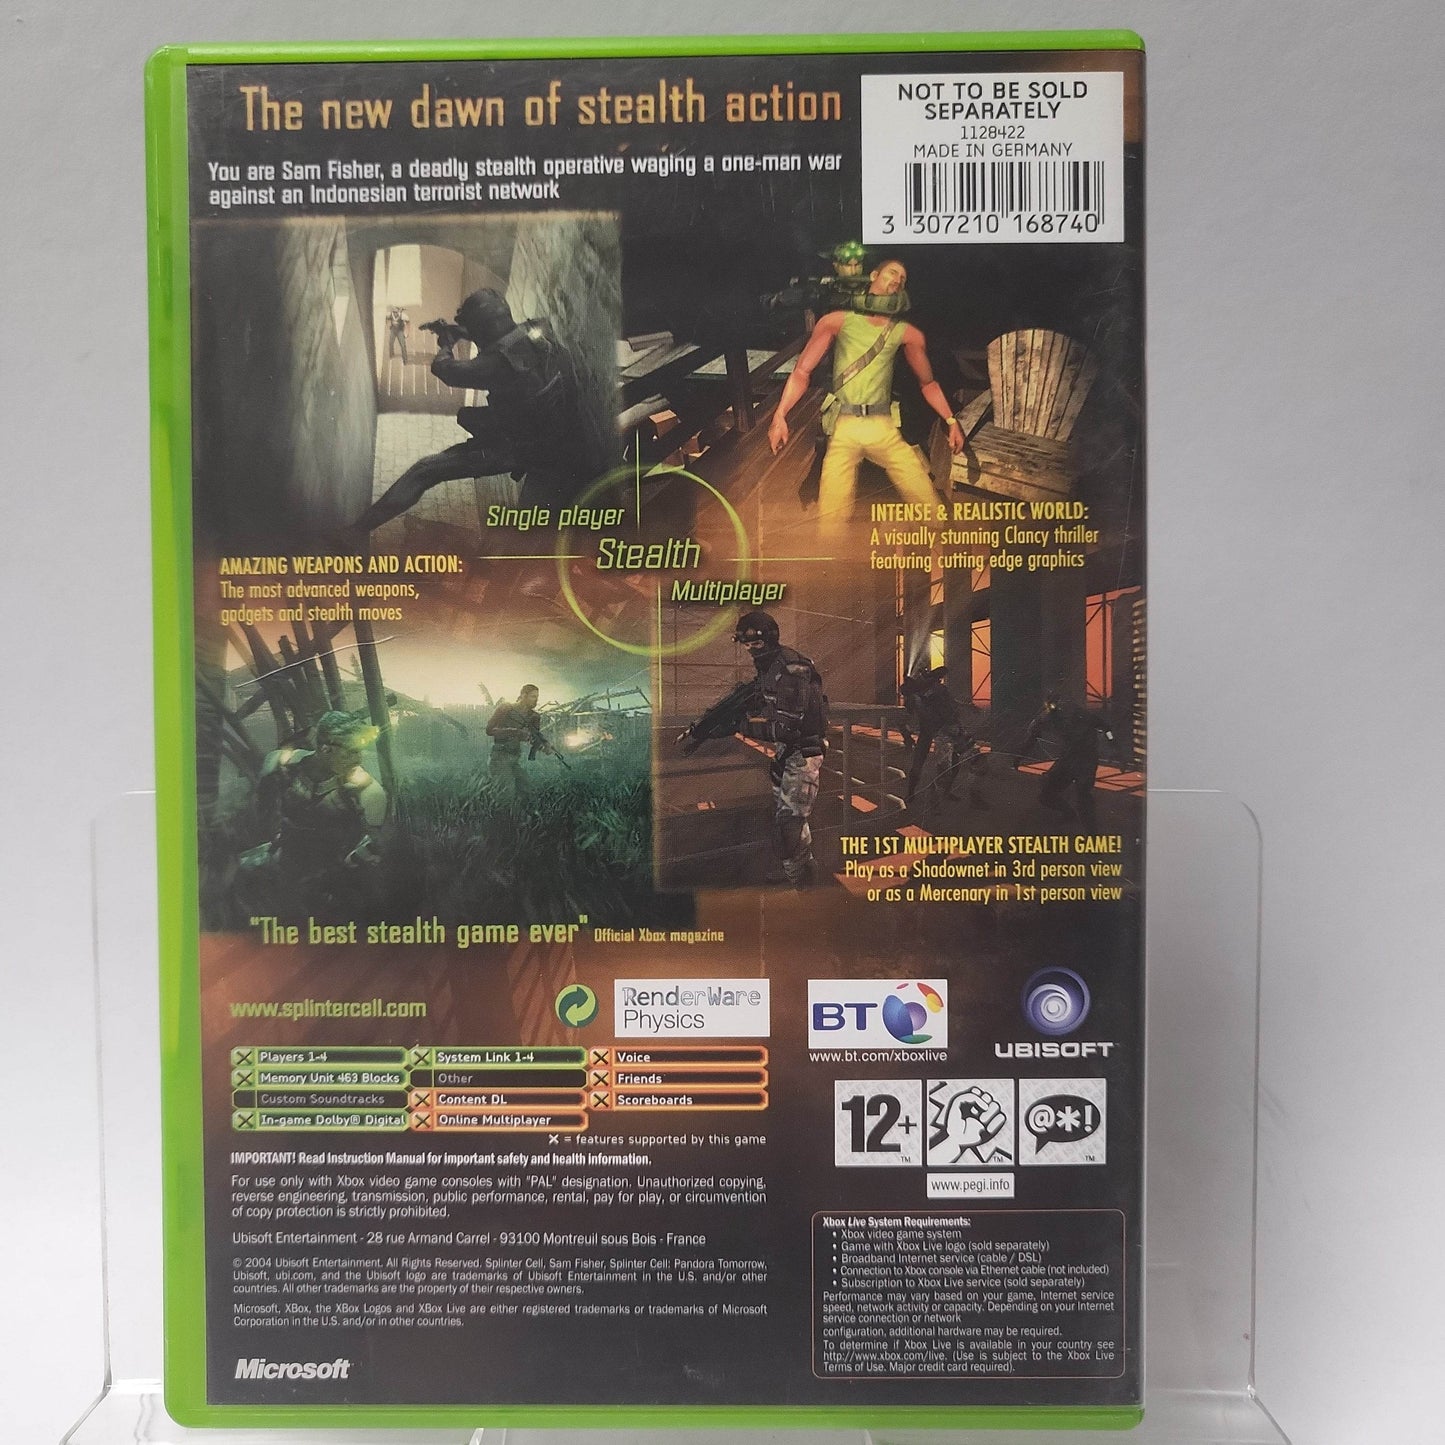 The new dawn of stealth action
You are Sam Fisher, a deadly stealth operative waging a one-man war
against an Indonesian terrorist network
NOT TO BE SOLD
SEPARATELY
1128422
MADE IN GERMANY
3 307210 168740
Single player
Stealth
Multiplayer
INTENSE & REALISTIC WORLD:
A visually stunning Clancy thriller
featuring cutting edge graphics
AMAZING WEAPONS AND ACTION:
The most advanced weapons,
gadgets and stealth moves
THE 1ST MULTIPLAYER STEALTH GAME!
Play as a Shadownet in 3rd person view
or as a Mercenary in 1st person view
"The best stealth game ever" Official Xbox magazine
www.splintercell.com
RenderWare
Physics
BT
www.bt.com/xboxlive
UBISOFT
Players 1-4
Memory Unit 463 Blocks
Custom Soundtracks
In-game Dolby® Digital
System Link 1-4
Other
Content DL
Online Multiplayer
Voice
Friends
Scoreboards
X = features supported by this game
12+
TM
TM
@*!
TM
www.pegi.info
IMPORTANT! Read Instruction Manual for important safety and health information.
For use only with Xbox video game consoles with "PAL" designation. Unauthorized copying,
reverse engineering, transmission, public performance, rental, pay for play, or circumvention
of copy protection is strictly prohibited.
Ubisoft Entertainment - 28 rue Armand Carrel - 93100 Montreuil sous Bois - France
© 2004 Ubisoft Entertainment. All Rights Reserved. Splinter Cell, Sam Fisher, Splinter Cell: Pandora Tomorrow,
Ubisoft, ubi.com, and the Ubisoft logo are trademarks of Ubisoft Entertainment in the U.S. and/or other
countries. All other trademarks are the property of their respective owners.
Microsoft, XBox, the XBox Logos and XBox Live are either registered trademarks or trademarks of Microsoft
Corporation in the U.S. and/or in other countries.
Microsoft
Xbox Live System Requirements:
• Xbox video game system
• Game with Xbox Live logo (sold separately)
• Broadband Internet service (cable / DSL)
• Connection to Xbox console via Ethernet cable (not included)
• Subscription to Xbox Live service (sold separately)
Performance may vary based on your game, Internet service
speed, network activity or capacity. Depending on your Internet
service connection or network
configuration, additional hardware may be required.
To determine if Xbox Live is available in your country see
http://www.xbox.com/live. (Use is subject to the Xbox Live
Terms of Use. Major credit card required).